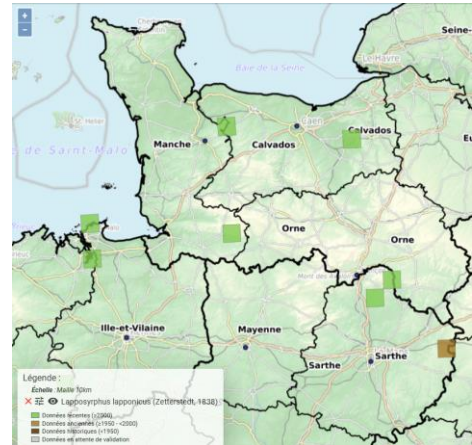 +
−
Seine-
Baie de la Seine
Le Havre
St. Helier
Manche
Caen
Calvados
Calvados
de Saint-Malo
Orne
Orne
Ille-et-Vilaine
Mayenne
Sarthe
Sarthe
Légende :
Échelle : Maille 10km
Lapposyrphus lapponicus (Zetterstedt, 1838)
Données récentes (≥2000)
Données anciennes (≥1950 - <2000)
Données historiques (<1950)
Données en attente de validation